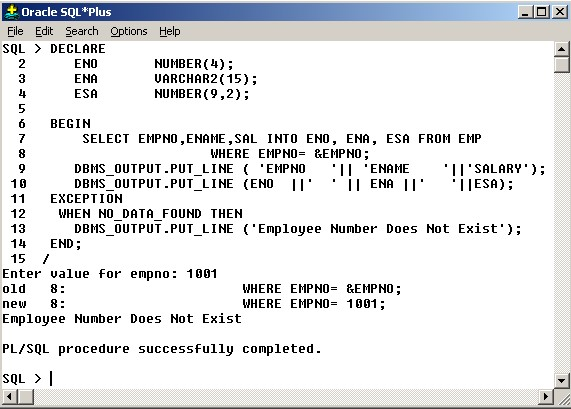 Oracle SQL*Plus
File Edit Search Options Help
SQL > DECLARE
2 ENO NUMBER(4);
3 ENA VARCHAR2(15);
4 ESA NUMBER(9,2);
5
6 BEGIN
7 SELECT EMPNO,ENAME,SAL INTO ENO, ENA, ESA FROM EMP
8 WHERE EMPNO= &EMPNO;
9 DBMS_OUTPUT.PUT_LINE ( 'EMPNO '|| 'ENAME '||'SALARY');
10 DBMS_OUTPUT.PUT_LINE (ENO ||' ' || ENA ||' '||ESA);
11 EXCEPTION
12 WHEN NO_DATA_FOUND THEN
13 DBMS_OUTPUT.PUT_LINE ('Employee Number Does Not Exist');
14 END;
15 /
Enter value for empno: 1001
old 8: WHERE EMPNO= &EMPNO;
new 8: WHERE EMPNO= 1001;
Employee Number Does Not Exist
PL/SQL procedure successfully completed.
SQL >